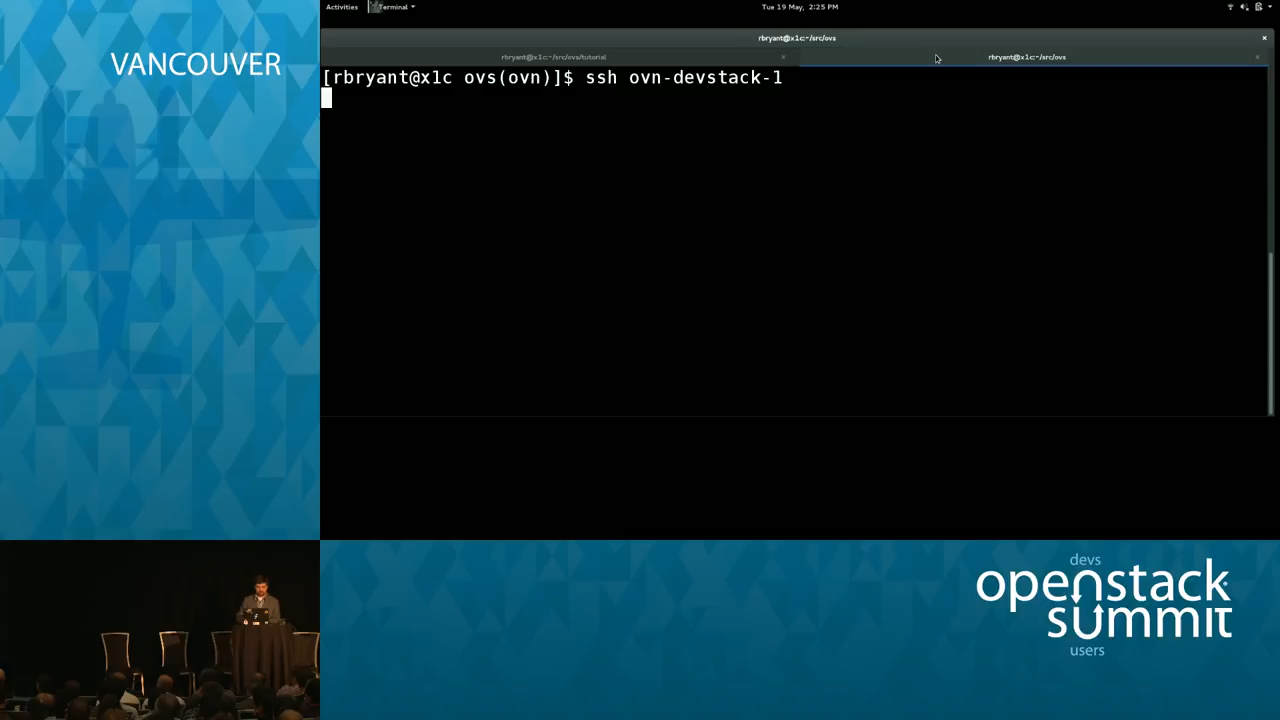 VANCOUVER
Activities
Terminal
Tue 19 May, 2:25 PM
rbryant@x1c:~/src/ovs
rbryant@x1c:~/src/ovs/tutorial
rbryant@x1c:~/src/ovs
[rbryant@x1c ovs(ovn)]$ ssh ovn-devstack-1
devs
openstack
summit
users